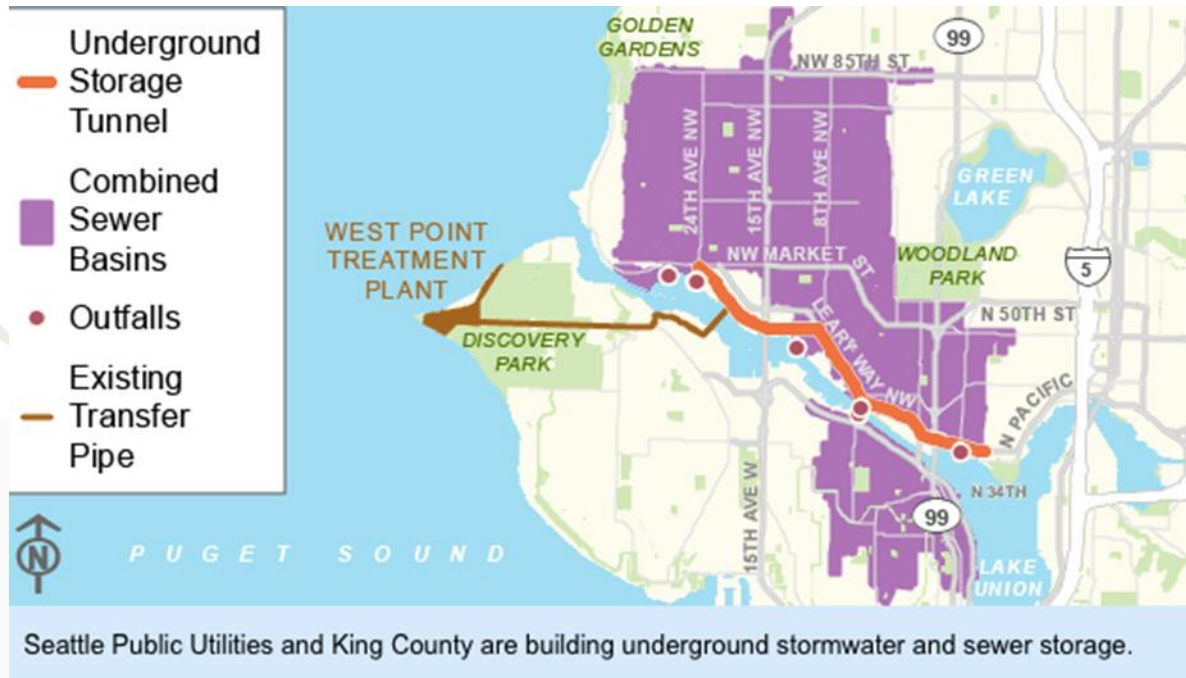 Underground
Storage
Tunnel
Combined
Sewer
Basins
Outfalls
Existing
Transfer
Pipe
GOLDEN
GARDENS
99
NW 85TH ST
24TH AVE NW
15TH AVE NW
8TH AVE NW
GREEN
LAKE
WEST POINT
TREATMENT
PLANT
NW MARKET ST
WOODLAND
PARK
5
N 50TH ST
DISCOVERY
PARK
LEARY WAY NW
N PACIFIC
N 34TH
15TH AVE W
99
LAKE
UNION
N
PUGET SOUND
Seattle Public Utilities and King County are building underground stormwater and sewer storage.